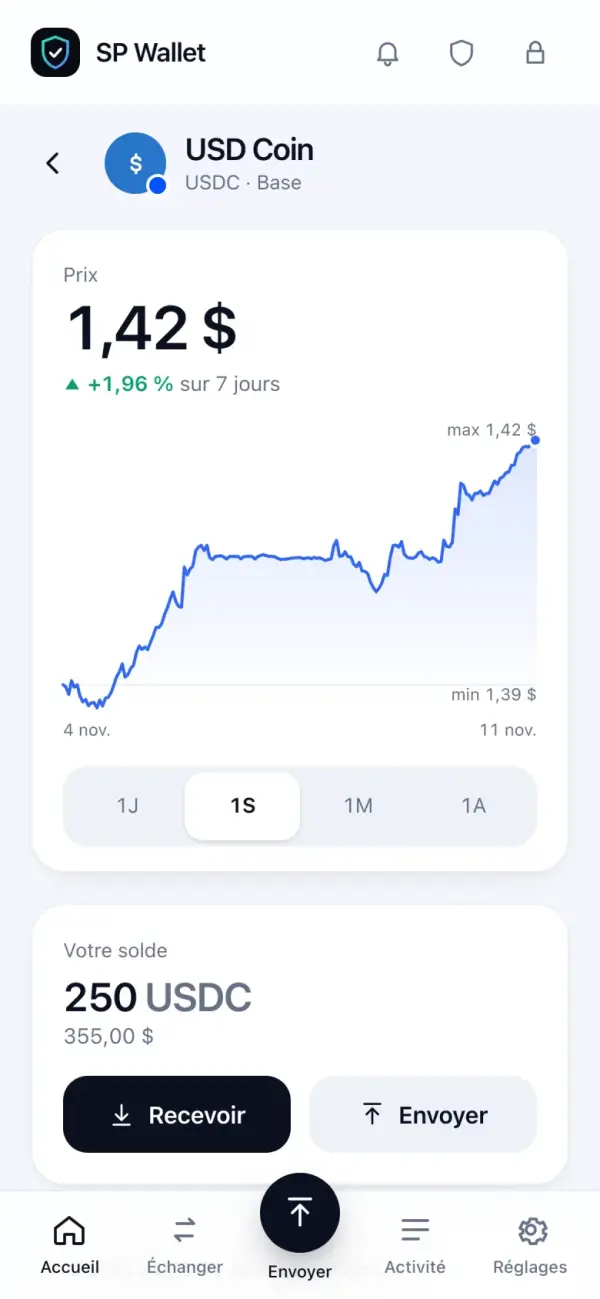 SP Wallet
$
USD Coin
USDC · Base
Prix
1,42 $
+1,96 % sur 7 jours
max 1,42 $
min 1,39 $
4 nov.
11 nov.
1J
1S
1M
1A
Votre solde
250 USDC
355,00 $
Recevoir
Envoyer
Accueil
Échanger
Envoyer
Activité
Réglages